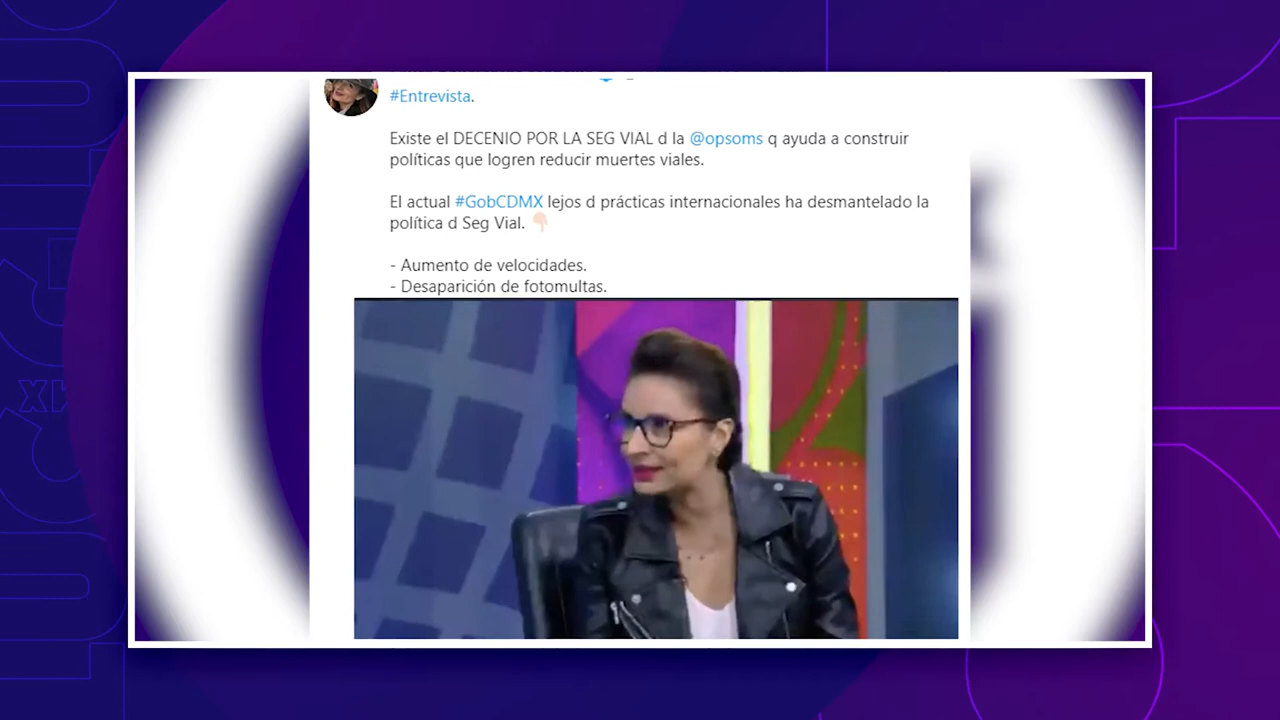 #Entrevista.
Existe el DECENIO POR LA SEG VIAL d la @opsoms q ayuda a construir
políticas que logren reducir muertes viales.
El actual #GobCDMX lejos d prácticas internacionales ha desmantelado la
política d Seg Vial.
- Aumento de velocidades.
- Desaparición de fotomultas.